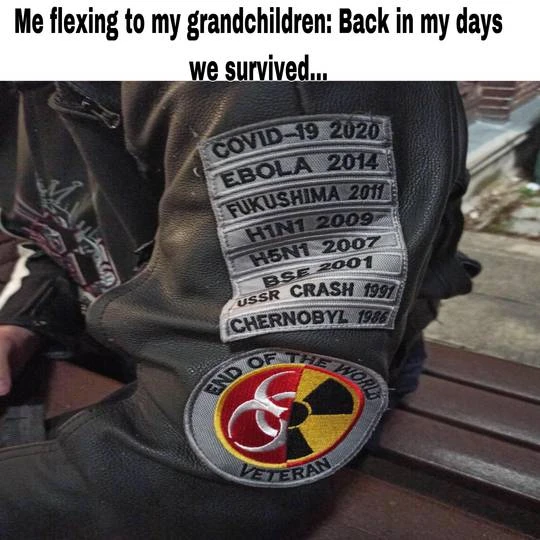 Me flexing to my grandchildren: Back in my days
we survived...
COVID-19 2020
EBOLA 2014
FUKUSHIMA 2011
H1N1 2009
H5N1 2007
BSE 2001
USSR CRASH 1991
CHERNOBYL 1986
END OF THE WORLD
VETERAN